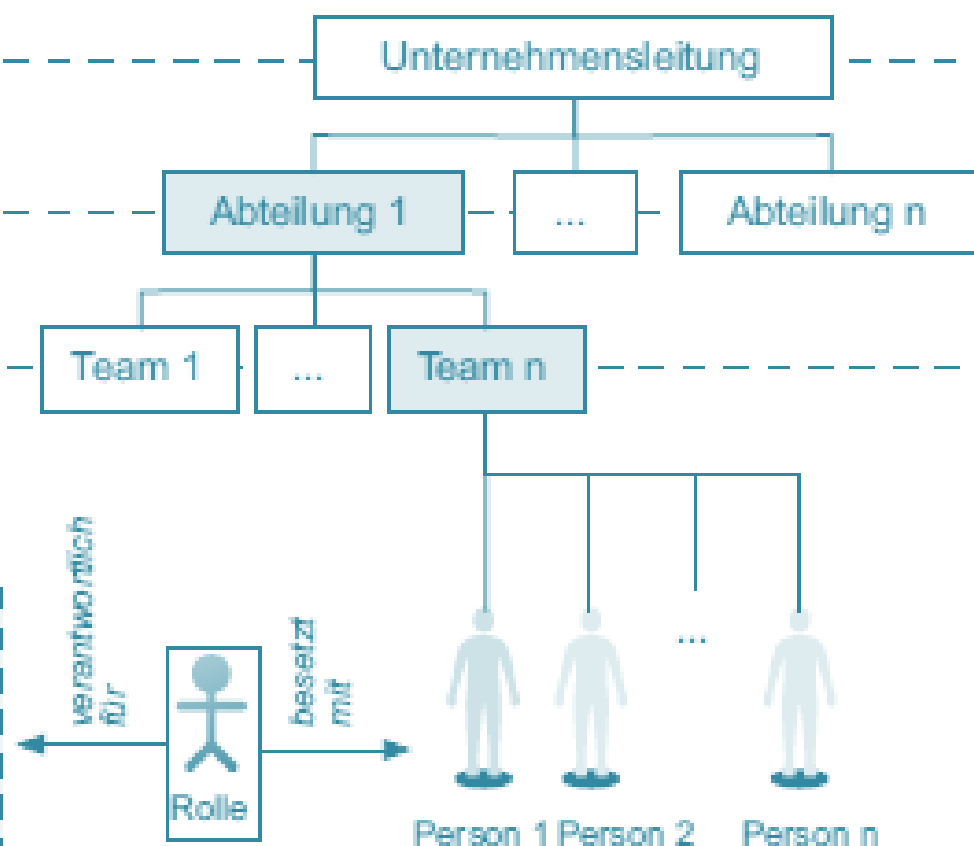 Unternehmensleitung
Abteilung 1
...
Abteilung n
Team 1
...
Team n
verantwortlich
für
besetzt
mit
...
Rolle
Person 1
Person 2
Person n